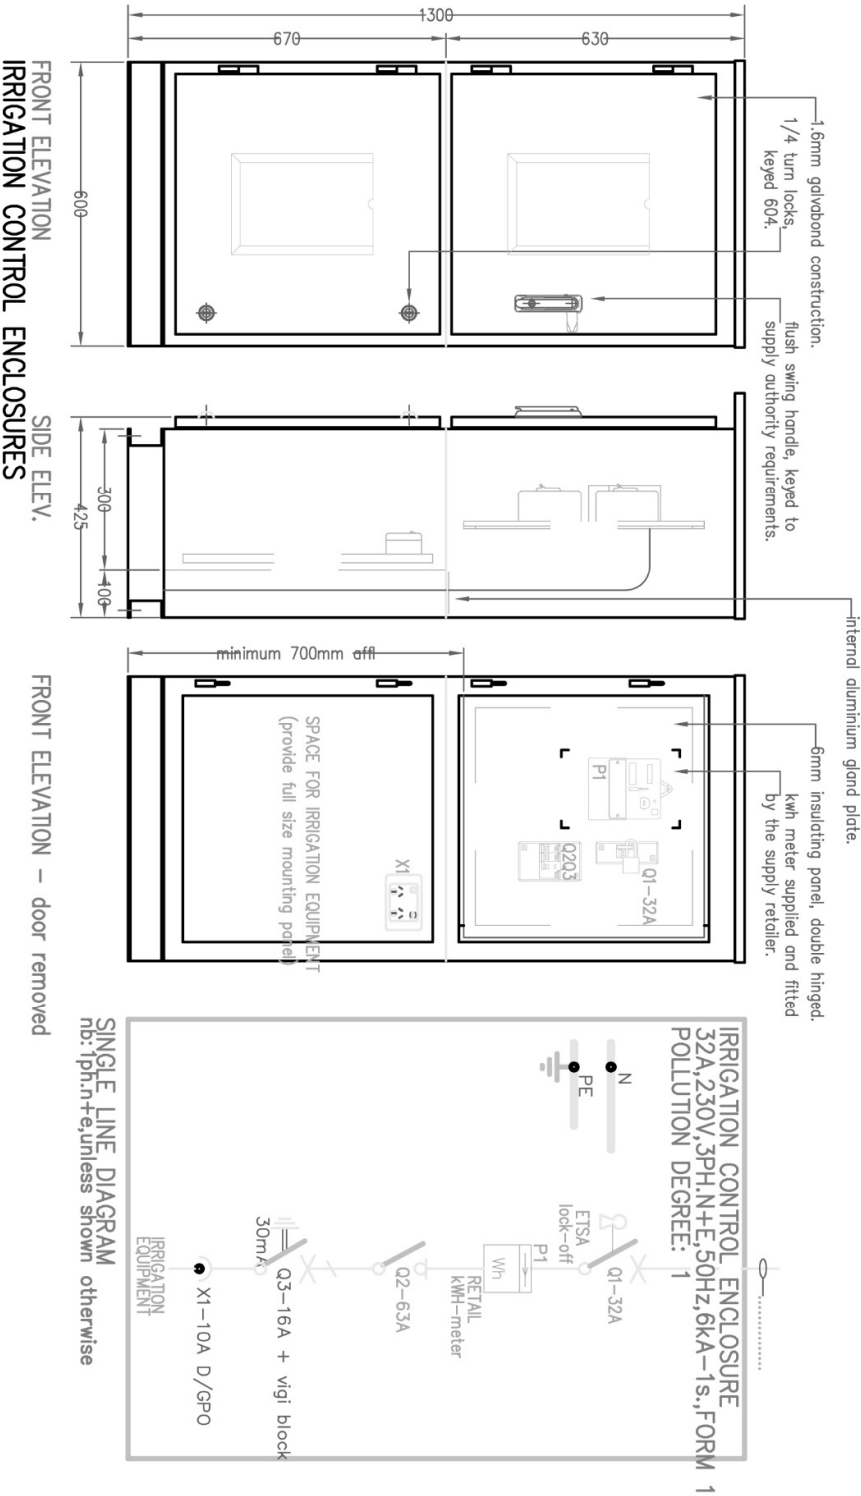 1300
670
630
600
1.6mm galvabond construction.
1/4 turn locks,
keyed 604.
flush swing handle, keyed to
supply authority requirements.
FRONT ELEVATION
IRRIGATION CONTROL ENCLOSURES
SIDE ELEV.
300
100
425
internal aluminium gland plate.
minimum 700mm affl
6mm insulating panel, double hinged.
kwh meter supplied and fitted
by the supply retailer.
P1
Q2Q3
Q1-32A
X1
SPACE FOR IRRIGATION EQUIPMENT
(provide full size mounting panel)
FRONT ELEVATION - door removed
IRRIGATION CONTROL ENCLOSURE
32A,230V,3PH.N+E,50Hz,6kA-1s.,FORM 1
POLLUTION DEGREE: 1
N
PE
Q1-32A
ETSA
lock-off
P1
Wh
RETAIL
kWH-meter
Q2-63A
Q3-16A + vigi block
30mA
X1-10A D/GPO
IRRIGATION
EQUIPMENT
SINGLE LINE DIAGRAM
nb: 1ph.n+e,unless shown otherwise